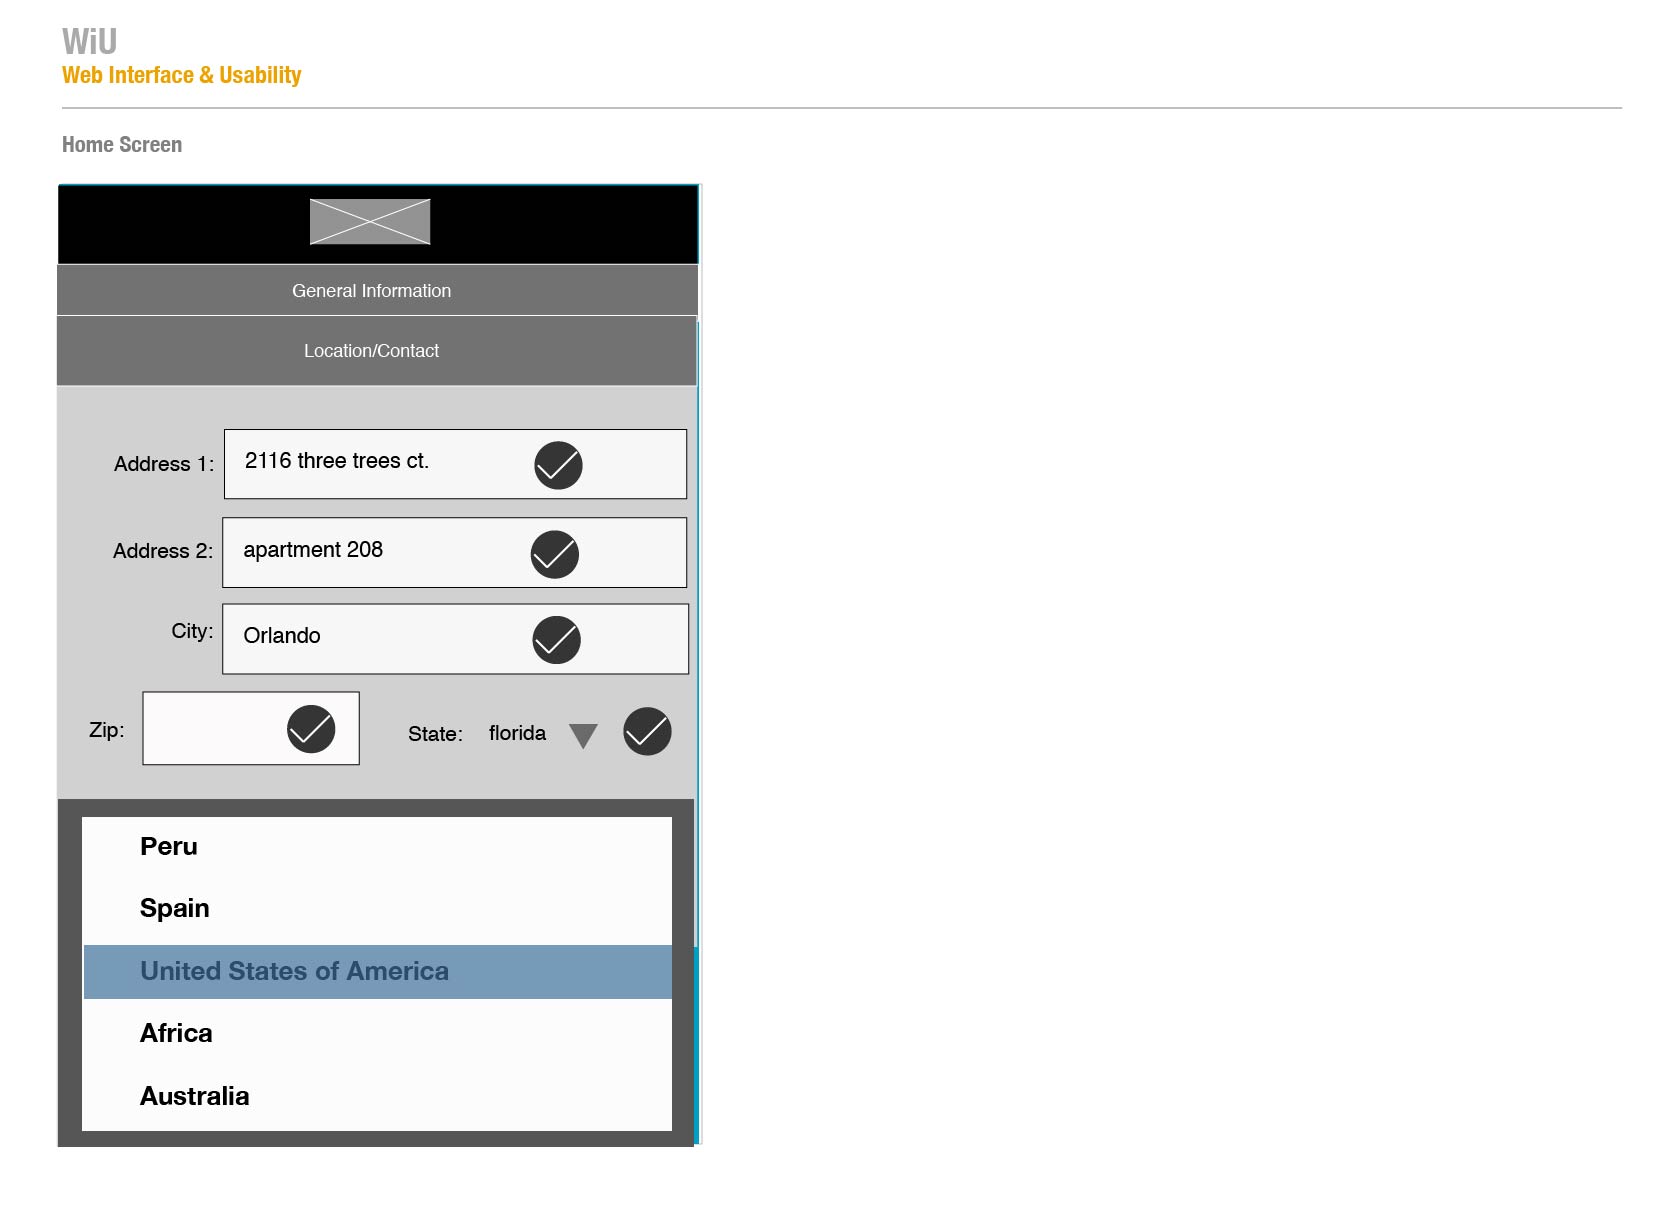 WiU
Web Interface & Usability
Home Screen
General Information
Location/Contact
Address 1: 2116 three trees ct.
Address 2: apartment 208
City: Orlando
Zip: State: florida
Peru
Spain
United States of America
Africa
Australia